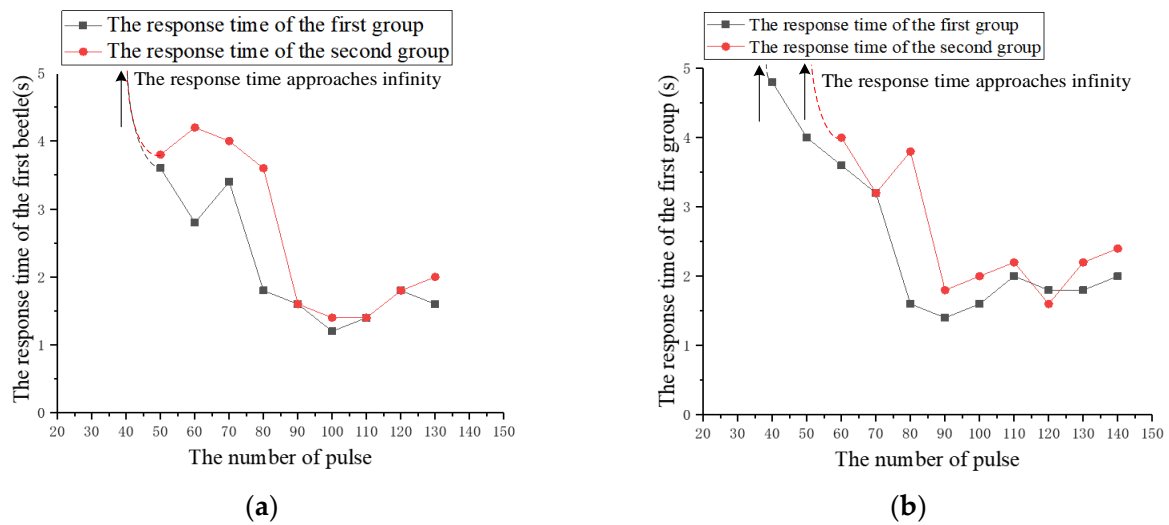 The response time of the first group
The response time of the second group
The response time approaches infinity
The response time of the first beetle(s)
5
4
3
2
1
0
20 30 40 50 60 70 80 90 100 110 120 130 140 150
The number of pulse
(a)
The response time of the first group
The response time of the second group
The response time approaches infinity
The response time of the first group (s)
5
4
3
2
1
0
20 30 40 50 60 70 80 90 100 110 120 130 140 150
The number of pulse
(b)